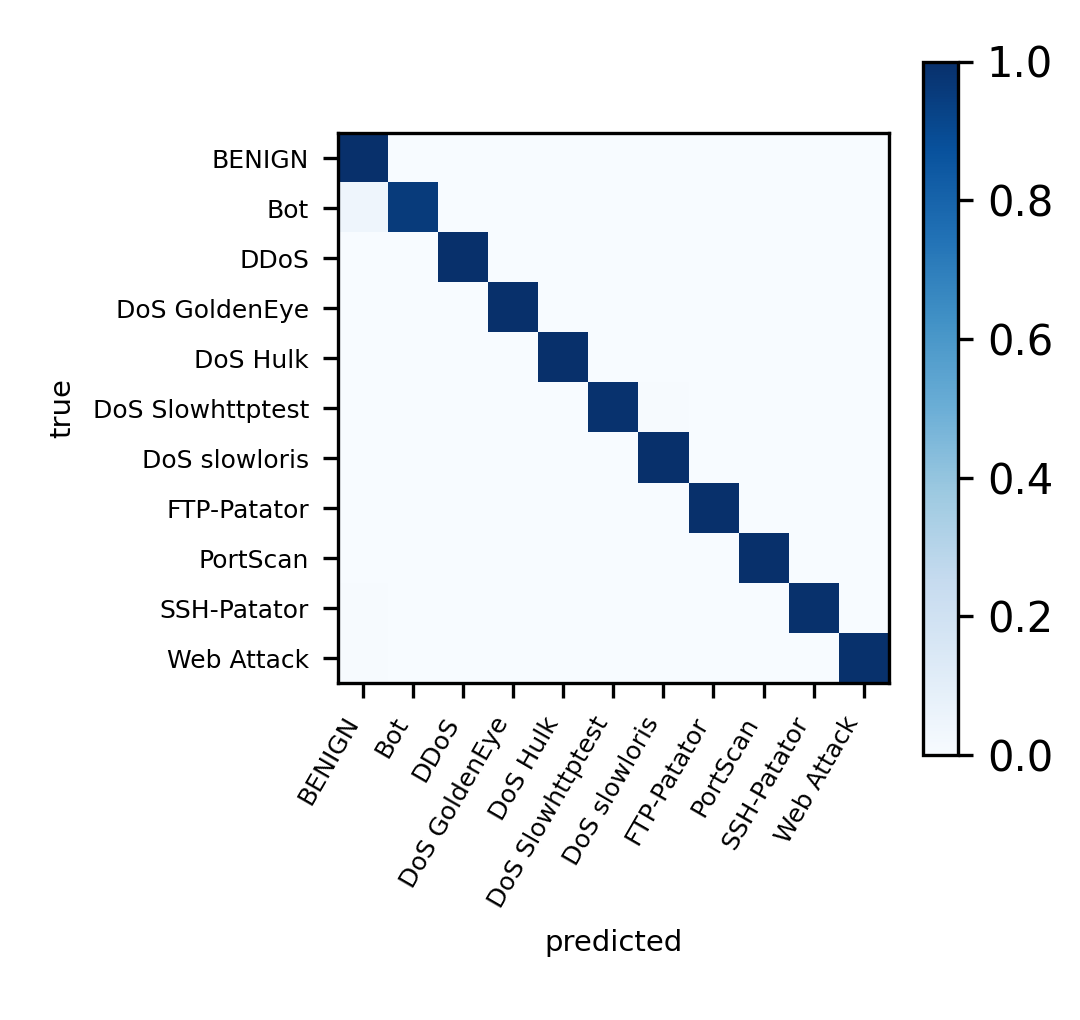 1.0
0.8
0.6
0.4
0.2
0.0
true
BENIGN
Bot
DDoS
DoS GoldenEye
DoS Hulk
DoS Slowhttptest
DoS slowloris
FTP-Patator
PortScan
SSH-Patator
Web Attack
BENIGN
Bot
DDoS
DoS GoldenEye
DoS Hulk
DoS Slowhttptest
DoS slowloris
FTP-Patator
PortScan
SSH-Patator
Web Attack
predicted